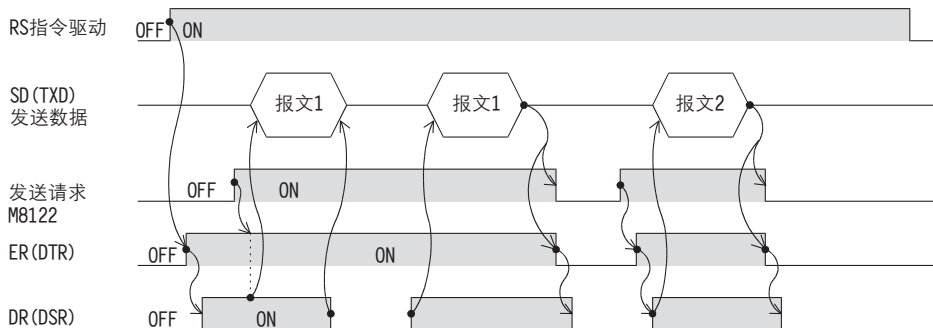 RS指令驱动
OFF
ON
SD(TXD)
发送数据
报文1
报文1
报文2
发送请求
M8122
OFF
ON
ER(DTR)
OFF
ON
DR(DSR)
OFF
ON